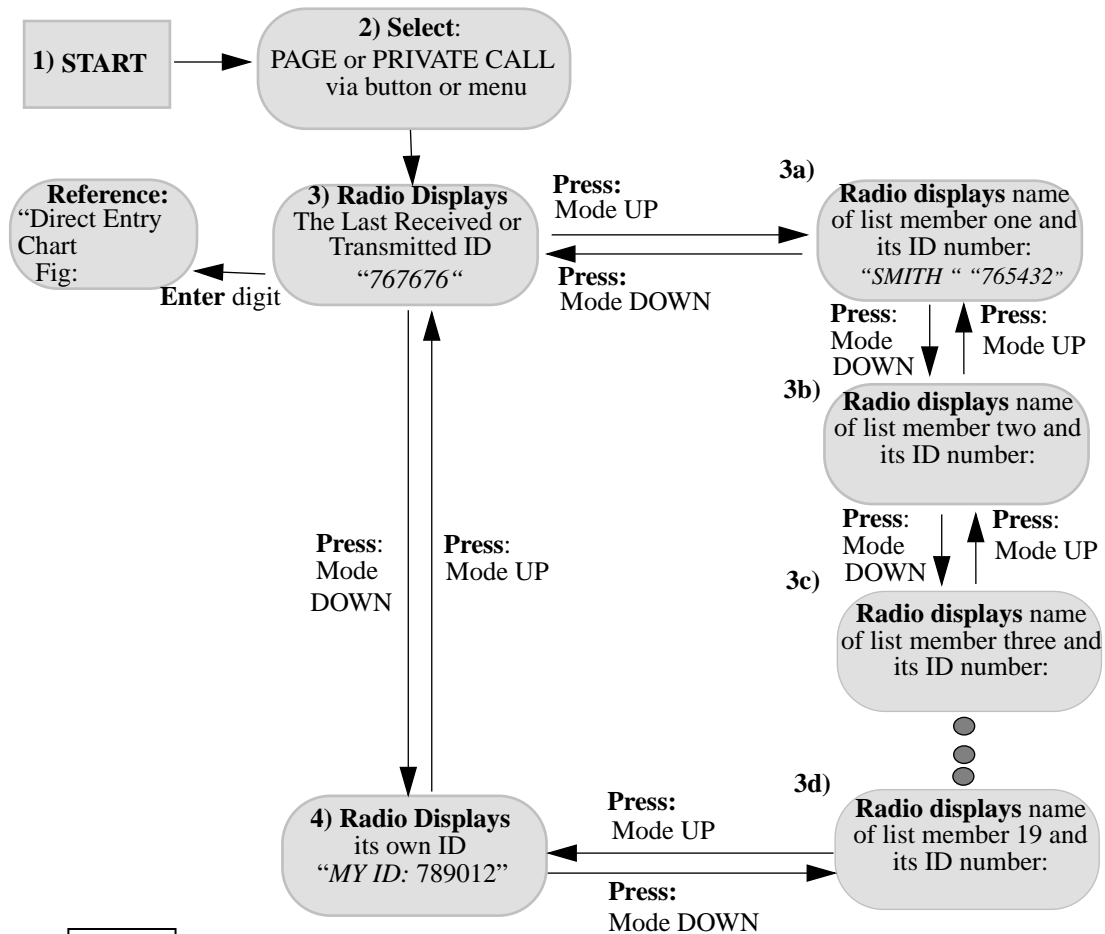 1) START
2) Select:
PAGE or PRIVATE CALL
via button or menu
Reference:
“Direct Entry
Chart
Fig:
Enter digit
3) Radio Displays
The Last Received or
Transmitted ID
“767676“
Press:
Mode UP
Press:
Mode DOWN
3a)
Radio displays name
of list member one and
its ID number:
“SMITH “ “765432”
Press:
Mode
DOWN
Press:
Mode UP
3b)
Radio displays name
of list member two and
its ID number:
Press:
Mode
DOWN
Press:
Mode UP
3c)
Radio displays name
of list member three and
its ID number:
Press:
Mode
DOWN
Press:
Mode UP
3d)
Radio displays name
of list member 19 and
its ID number:
4) Radio Displays
its own ID
“MY ID: 789012”
Press:
Mode UP
Press:
Mode DOWN